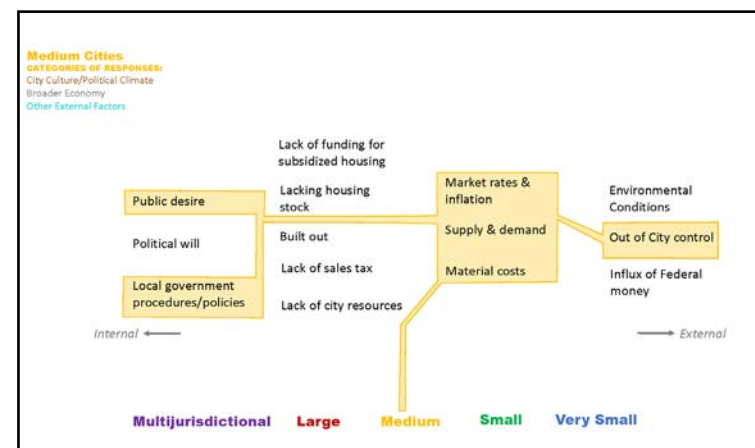 Medium Cities
CATEGORIES OF RESPONSES:
City Culture/Political Climate
Broader Economy
Other External Factors
Public desire
Political will
Local government
procedures/policies
Lack of funding for
subsidized housing
Lacking housing
stock
Built out
Lack of sales tax
Lack of city resources
Market rates &
inflation
Supply & demand
Material costs
Environmental
Conditions
Out of City control
Influx of Federal
money
Internal
External
Multijurisdictional Large Medium Small Very Small